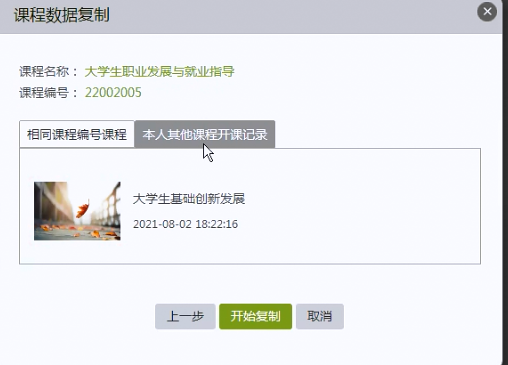 课程数据复制
课程名称： 大学生职业发展与就业指导
课程编号： 22002005
相同课程编号课程 本人其他课程开课记录
大学生基础创新发展
2021-08-02 18:22:16
上一步 开始复制 取消